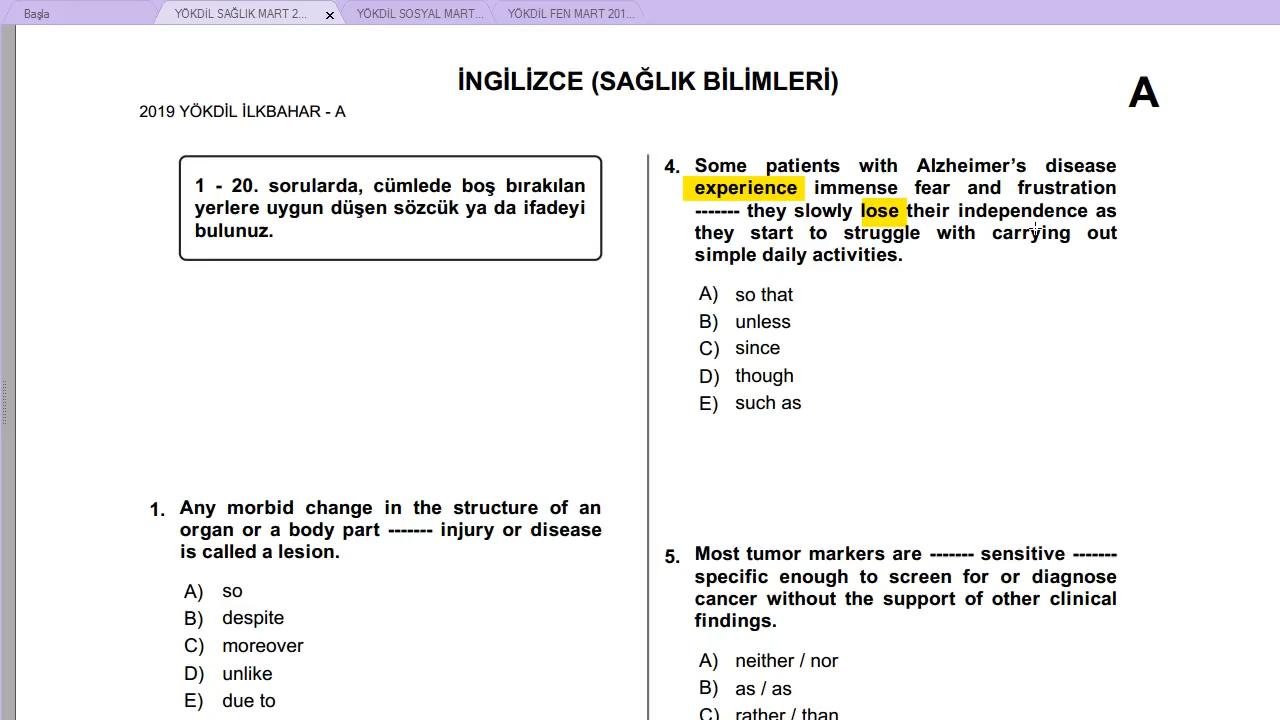 Başla
YÖKDİL SAĞLIK MART 2...
x
YÖKDİL SOSYAL MART...
YÖKDİL FEN MART 201...
İNGİLİZCE (SAĞLIK BİLİMLERİ)
A
2019 YÖKDİL İLKBAHAR - A
1 - 20. sorularda, cümlede boş bırakılan
yerlere uygun düşen sözcük ya da ifadeyi
bulunuz.
1. Any morbid change in the structure of an
organ or a body part ------- injury or disease
is called a lesion.
A) so
B) despite
C) moreover
D) unlike
E) due to
4. Some patients with Alzheimer’s disease
experience immense fear and frustration
------- they slowly lose their independence as
they start to struggle with carrying out
simple daily activities.
A) so that
B) unless
C) since
D) though
E) such as
5. Most tumor markers are ------- sensitive -------
specific enough to screen for or diagnose
cancer without the support of other clinical
findings.
A) neither / nor
B) as / as
C) rather / than